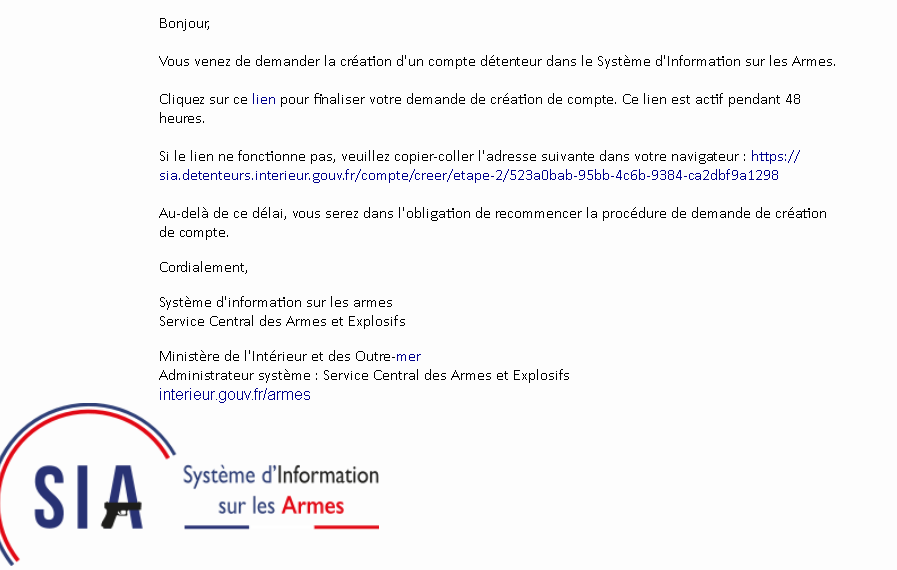 Bonjour,
Vous venez de demander la création d'un compte détenteur dans le Système d'Information sur les Armes.
Cliquez sur ce lien pour finaliser votre demande de création de compte. Ce lien est actif pendant 48
heures.
Si le lien ne fonctionne pas, veuillez copier-coller l'adresse suivante dans votre navigateur : https://
sia.detenteurs.interieur.gouv.fr/compte/creer/etape-2/523a0bab-95bb-4c6b-9384-ca2dbf9a1298
Au-delà de ce délai, vous serez dans l'obligation de recommencer la procédure de demande de création
de compte.
Cordialement,
Système d'information sur les armes
Service Central des Armes et Explosifs
Ministère de l'Intérieur et des Outre-mer
Administrateur système : Service Central des Armes et Explosifs
interieur.gouv.fr/armes
SIA
Système d'Information
sur les Armes